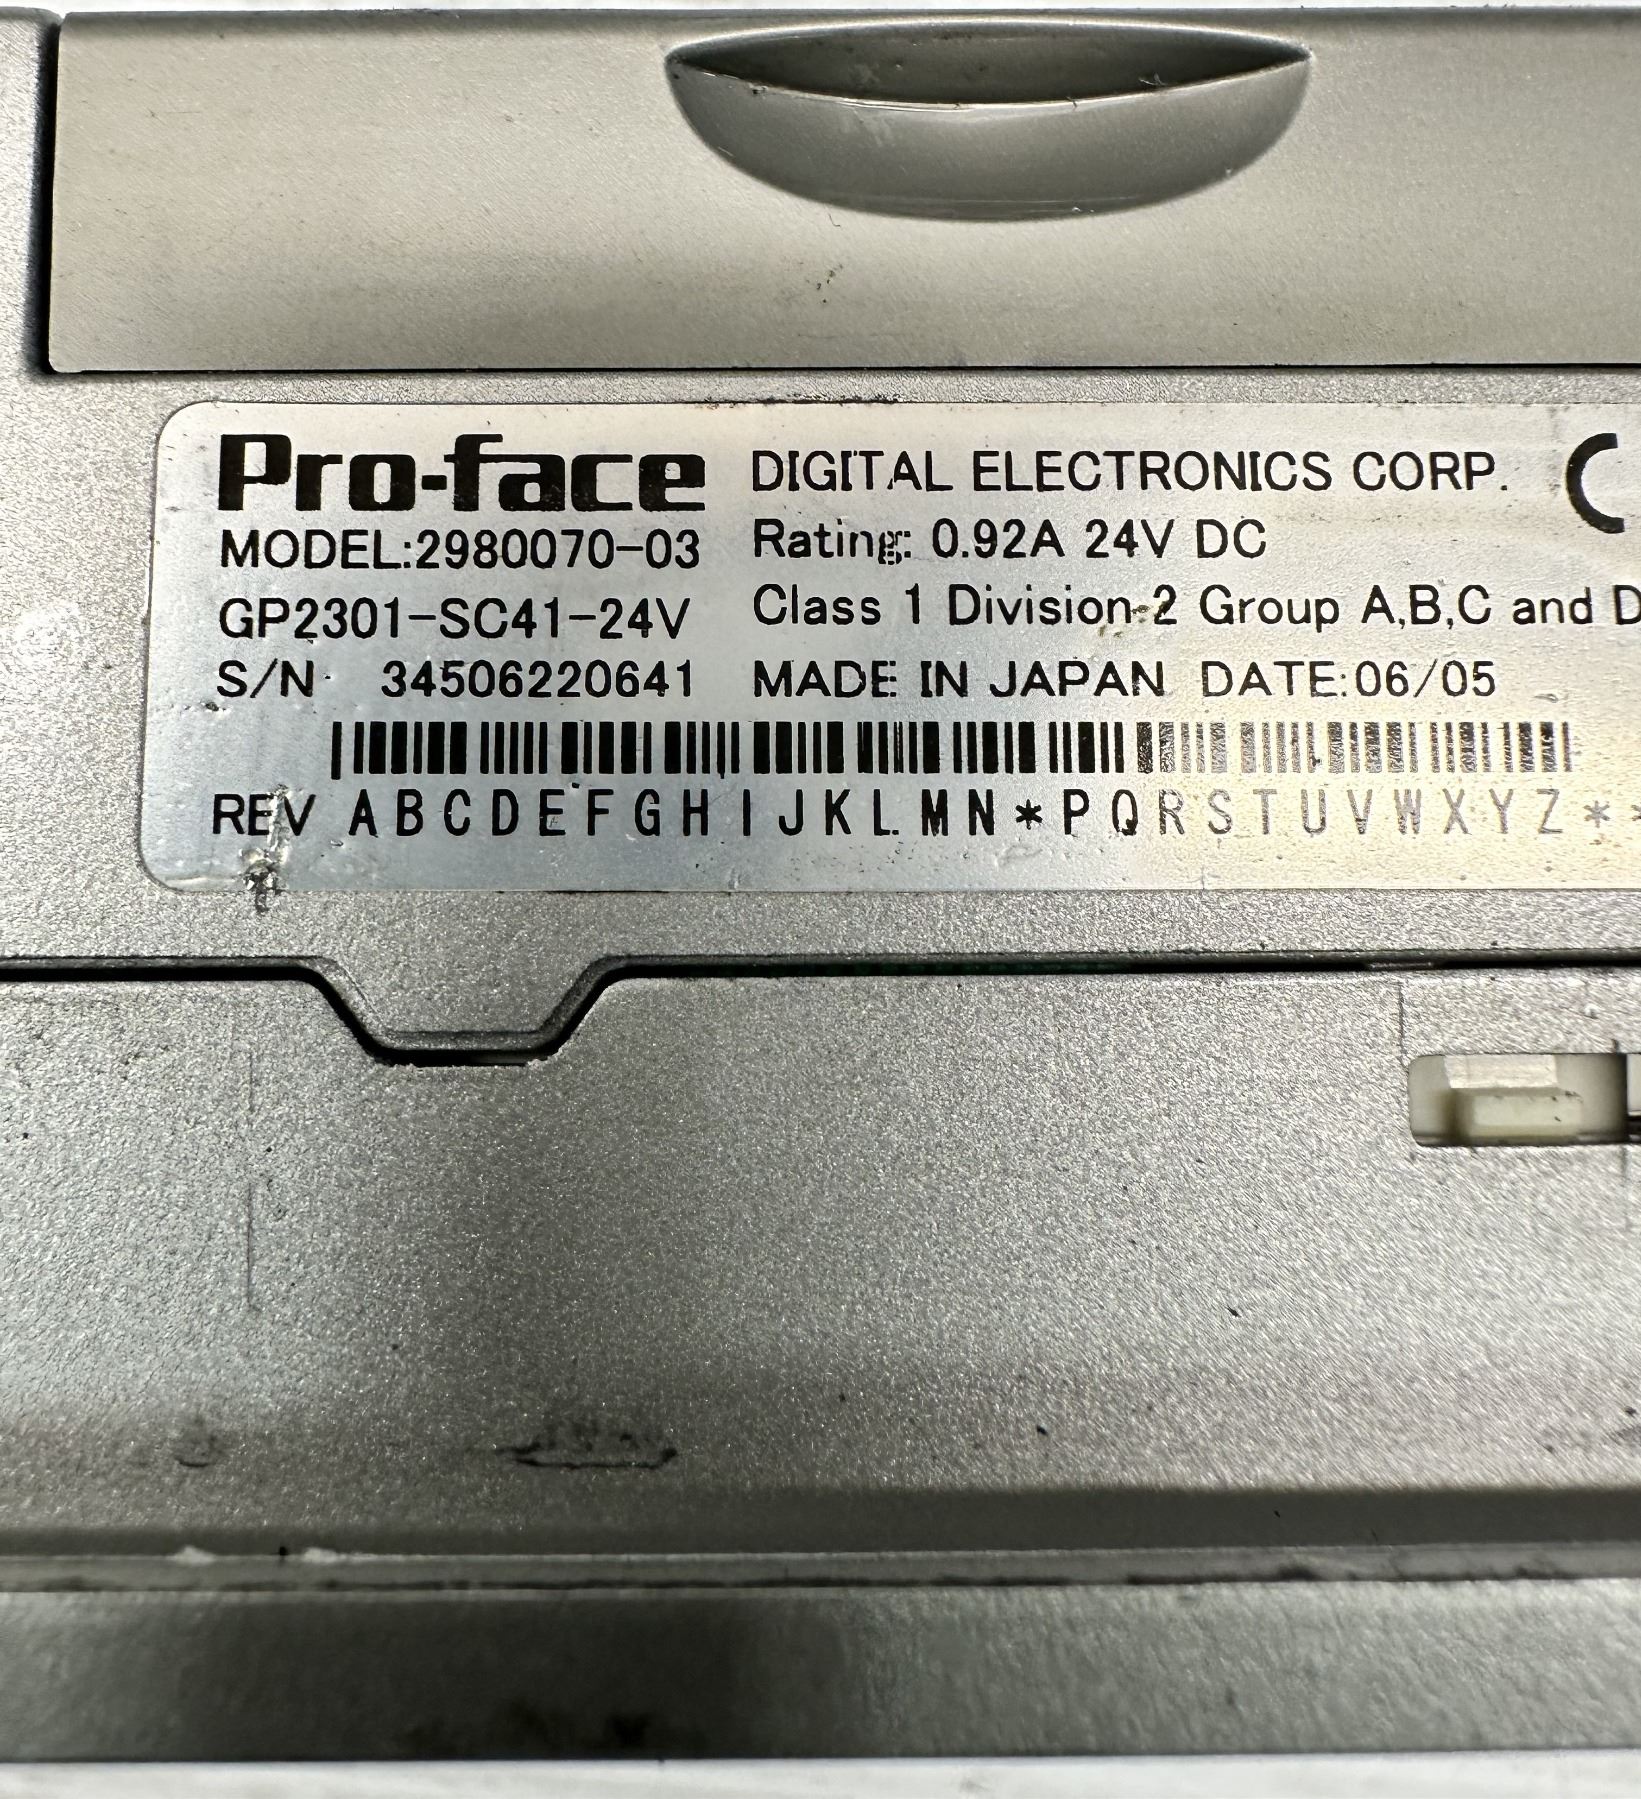 Pro-face DIGITAL ELECTRONICS CORP. C
MODEL:2980070-03 Rating: 0.92A 24V DC
GP2301-SC41-24V Class 1 Division 2 Group A,B,C and D
S/N 34506220641 MADE IN JAPAN DATE:06/05
REV A B C D E F G H I J K L M N * P Q R S T U V W X Y Z * *